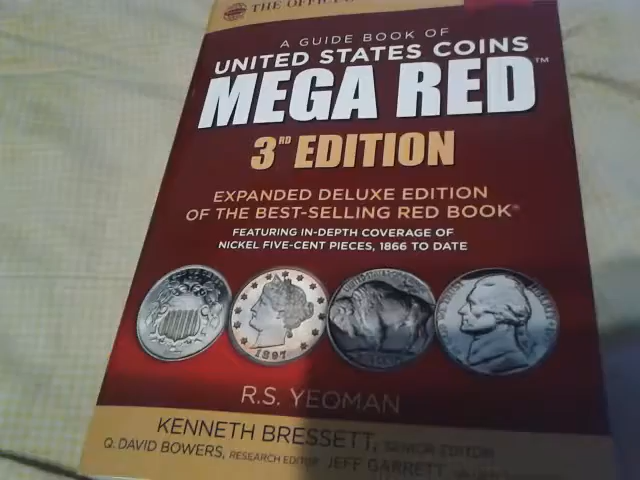 THE OFFICIAL
A GUIDE BOOK OF
UNITED STATES COINS
MEGA RED™
3RD EDITION
EXPANDED DELUXE EDITION
OF THE BEST-SELLING RED BOOK®
FEATURING IN-DEPTH COVERAGE OF
NICKEL FIVE-CENT PIECES, 1866 TO DATE
1897
R.S. YEOMAN
KENNETH BRESSETT, SENIOR EDITOR
Q. DAVID BOWERS, RESEARCH EDITOR JEFF GARRETT,